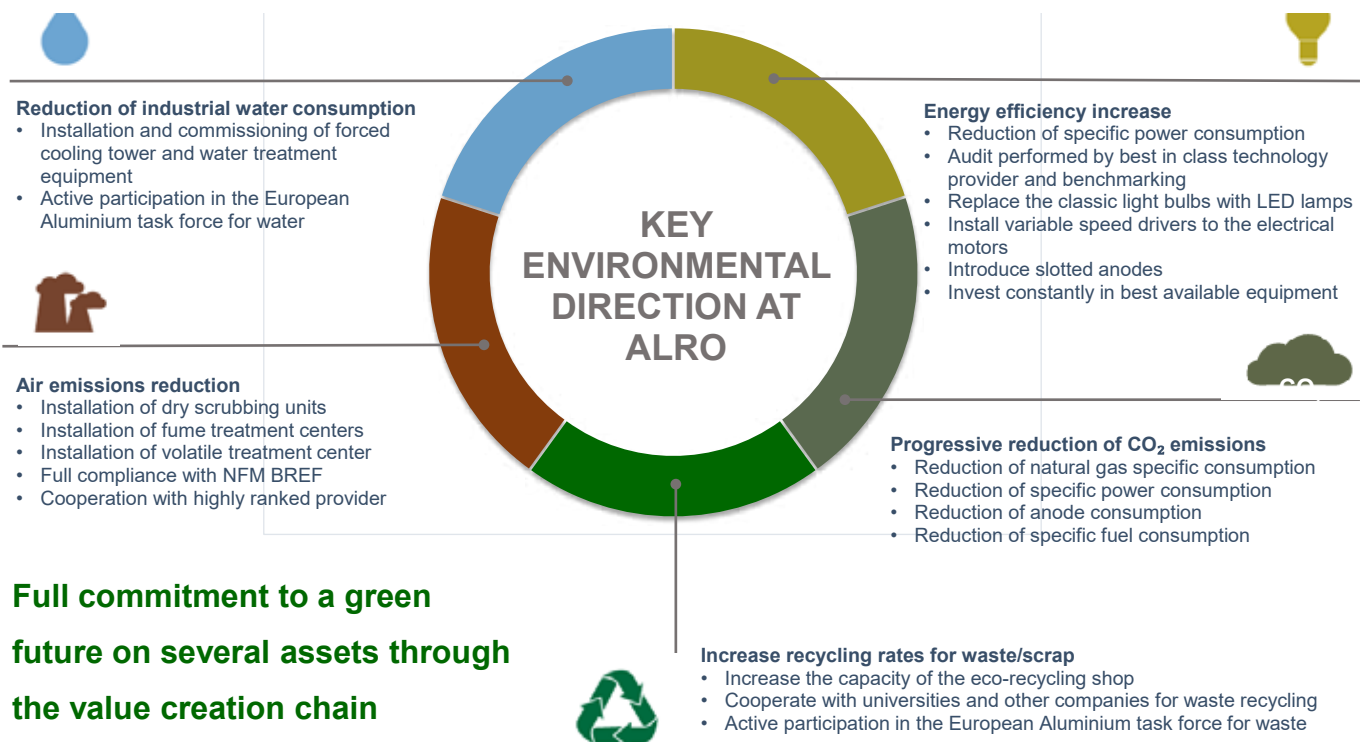 Reduction of industrial water consumption
• Installation and commissioning of forced
cooling tower and water treatment
equipment
• Active participation in the European
Aluminium task force for water
Air emissions reduction
• Installation of dry scrubbing units
• Installation of fume treatment centers
• Installation of volatile treatment center
• Full compliance with NFM BREF
• Cooperation with highly ranked provider
KEY
ENVIRONMENTAL
DIRECTION AT
ALRO
Energy efficiency increase
• Reduction of specific power consumption
• Audit performed by best in class technology
provider and benchmarking
• Replace the classic light bulbs with LED lamps
• Install variable speed drivers to the electrical
motors
• Introduce slotted anodes
• Invest constantly in best available equipment
Progressive reduction of CO₂ emissions
• Reduction of natural gas specific consumption
• Reduction of specific power consumption
• Reduction of anode consumption
• Reduction of specific fuel consumption
Full commitment to a green
future on several assets through
the value creation chain
Increase recycling rates for waste/scrap
• Increase the capacity of the eco-recycling shop
• Cooperate with universities and other companies for waste recycling
• Active participation in the European Aluminium task force for waste